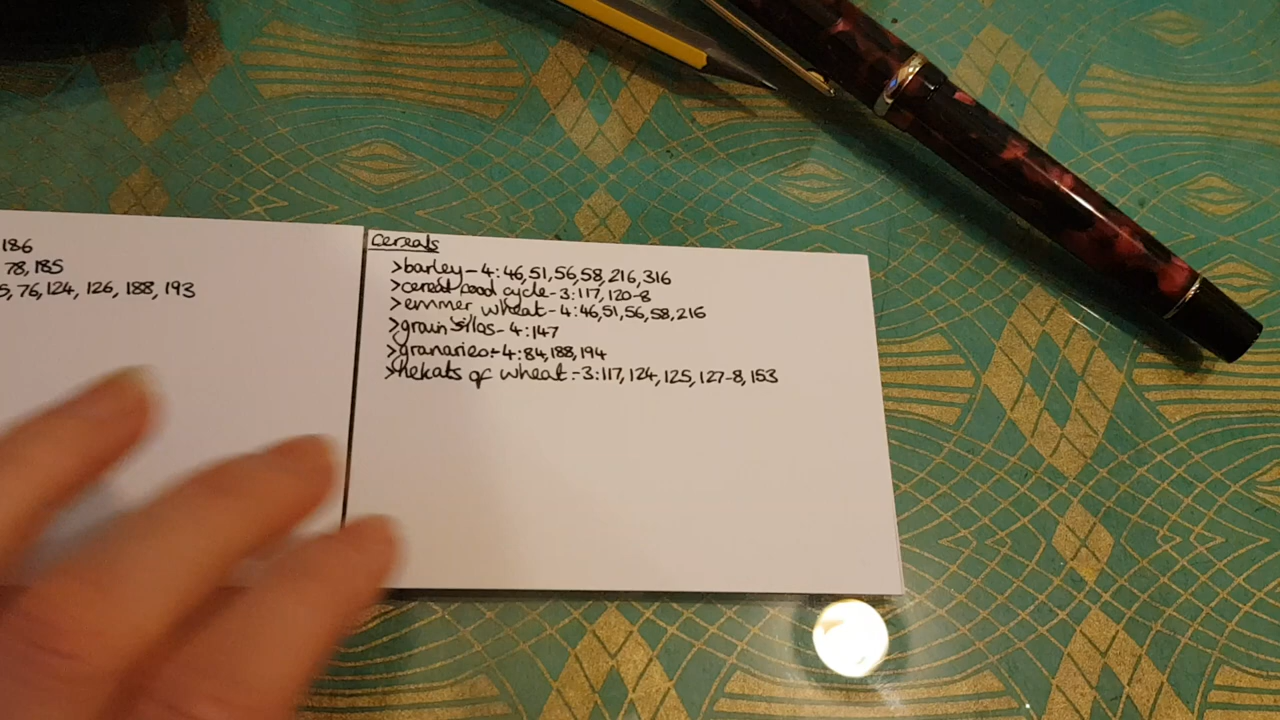 186
78,185
5,76,124, 126, 188, 193
Cereals
>barley-4:46,51,56,58,216,316
>cereal food cycle-3:117,120-8
>emmer wheat-4:46,51,56,58,216
>grain silos-4:147
>granaries-4:84,188,194
>hekats of wheat-3:117,124,125,127-8,153